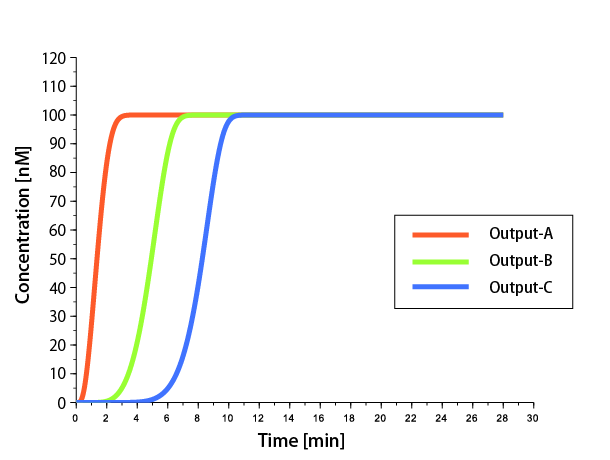 Concentration [nM]
120
110
100
90
80
70
60
50
40
30
20
10
0
0 2 4 6 8 10 12 14 16 18 20 22 24 26 28 30
Time [min]
Output-A
Output-B
Output-C